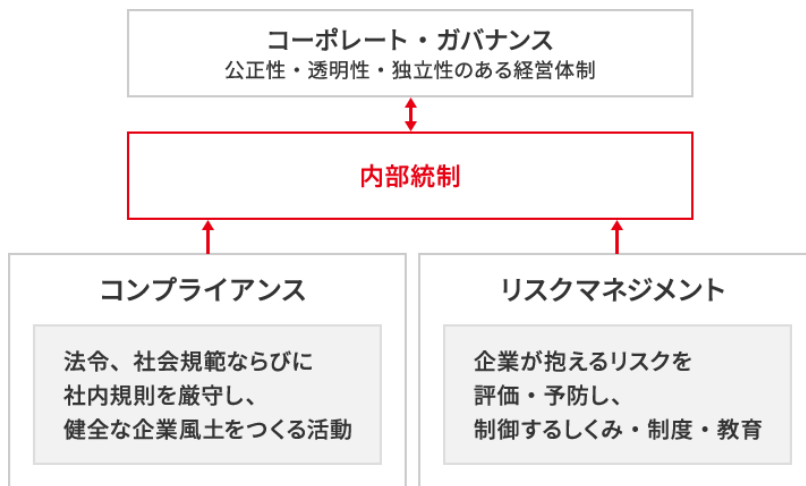 コーポレート・ガバナンス
公正性・透明性・独立性のある経営体制
内部統制
コンプライアンス
法令、社会規範ならびに
社内規則を厳守し、
健全な企業風土をつくる活動
リスクマネジメント
企業が抱えるリスクを
評価・予防し、
制御するしくみ・制度・教育